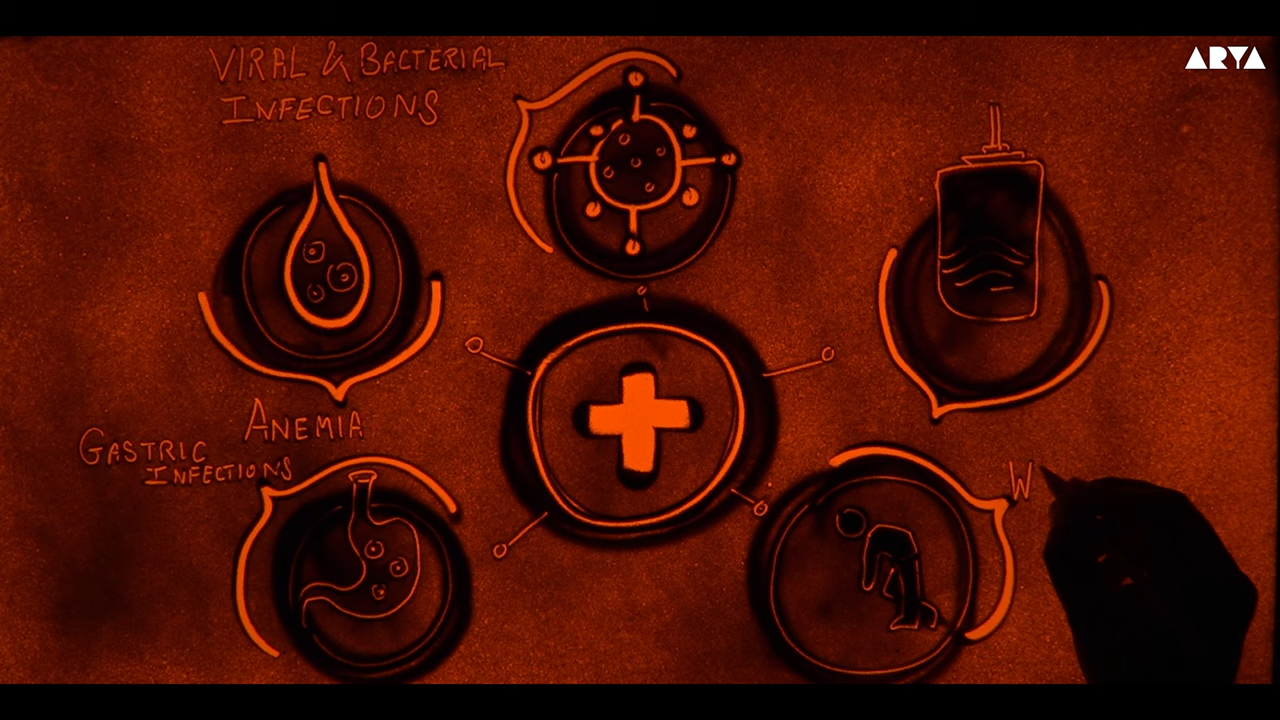 ARYA
VIRAL & BACTERIAL
INFECTIONS
ANEMIA
GASTRIC
INFECTIONS
W